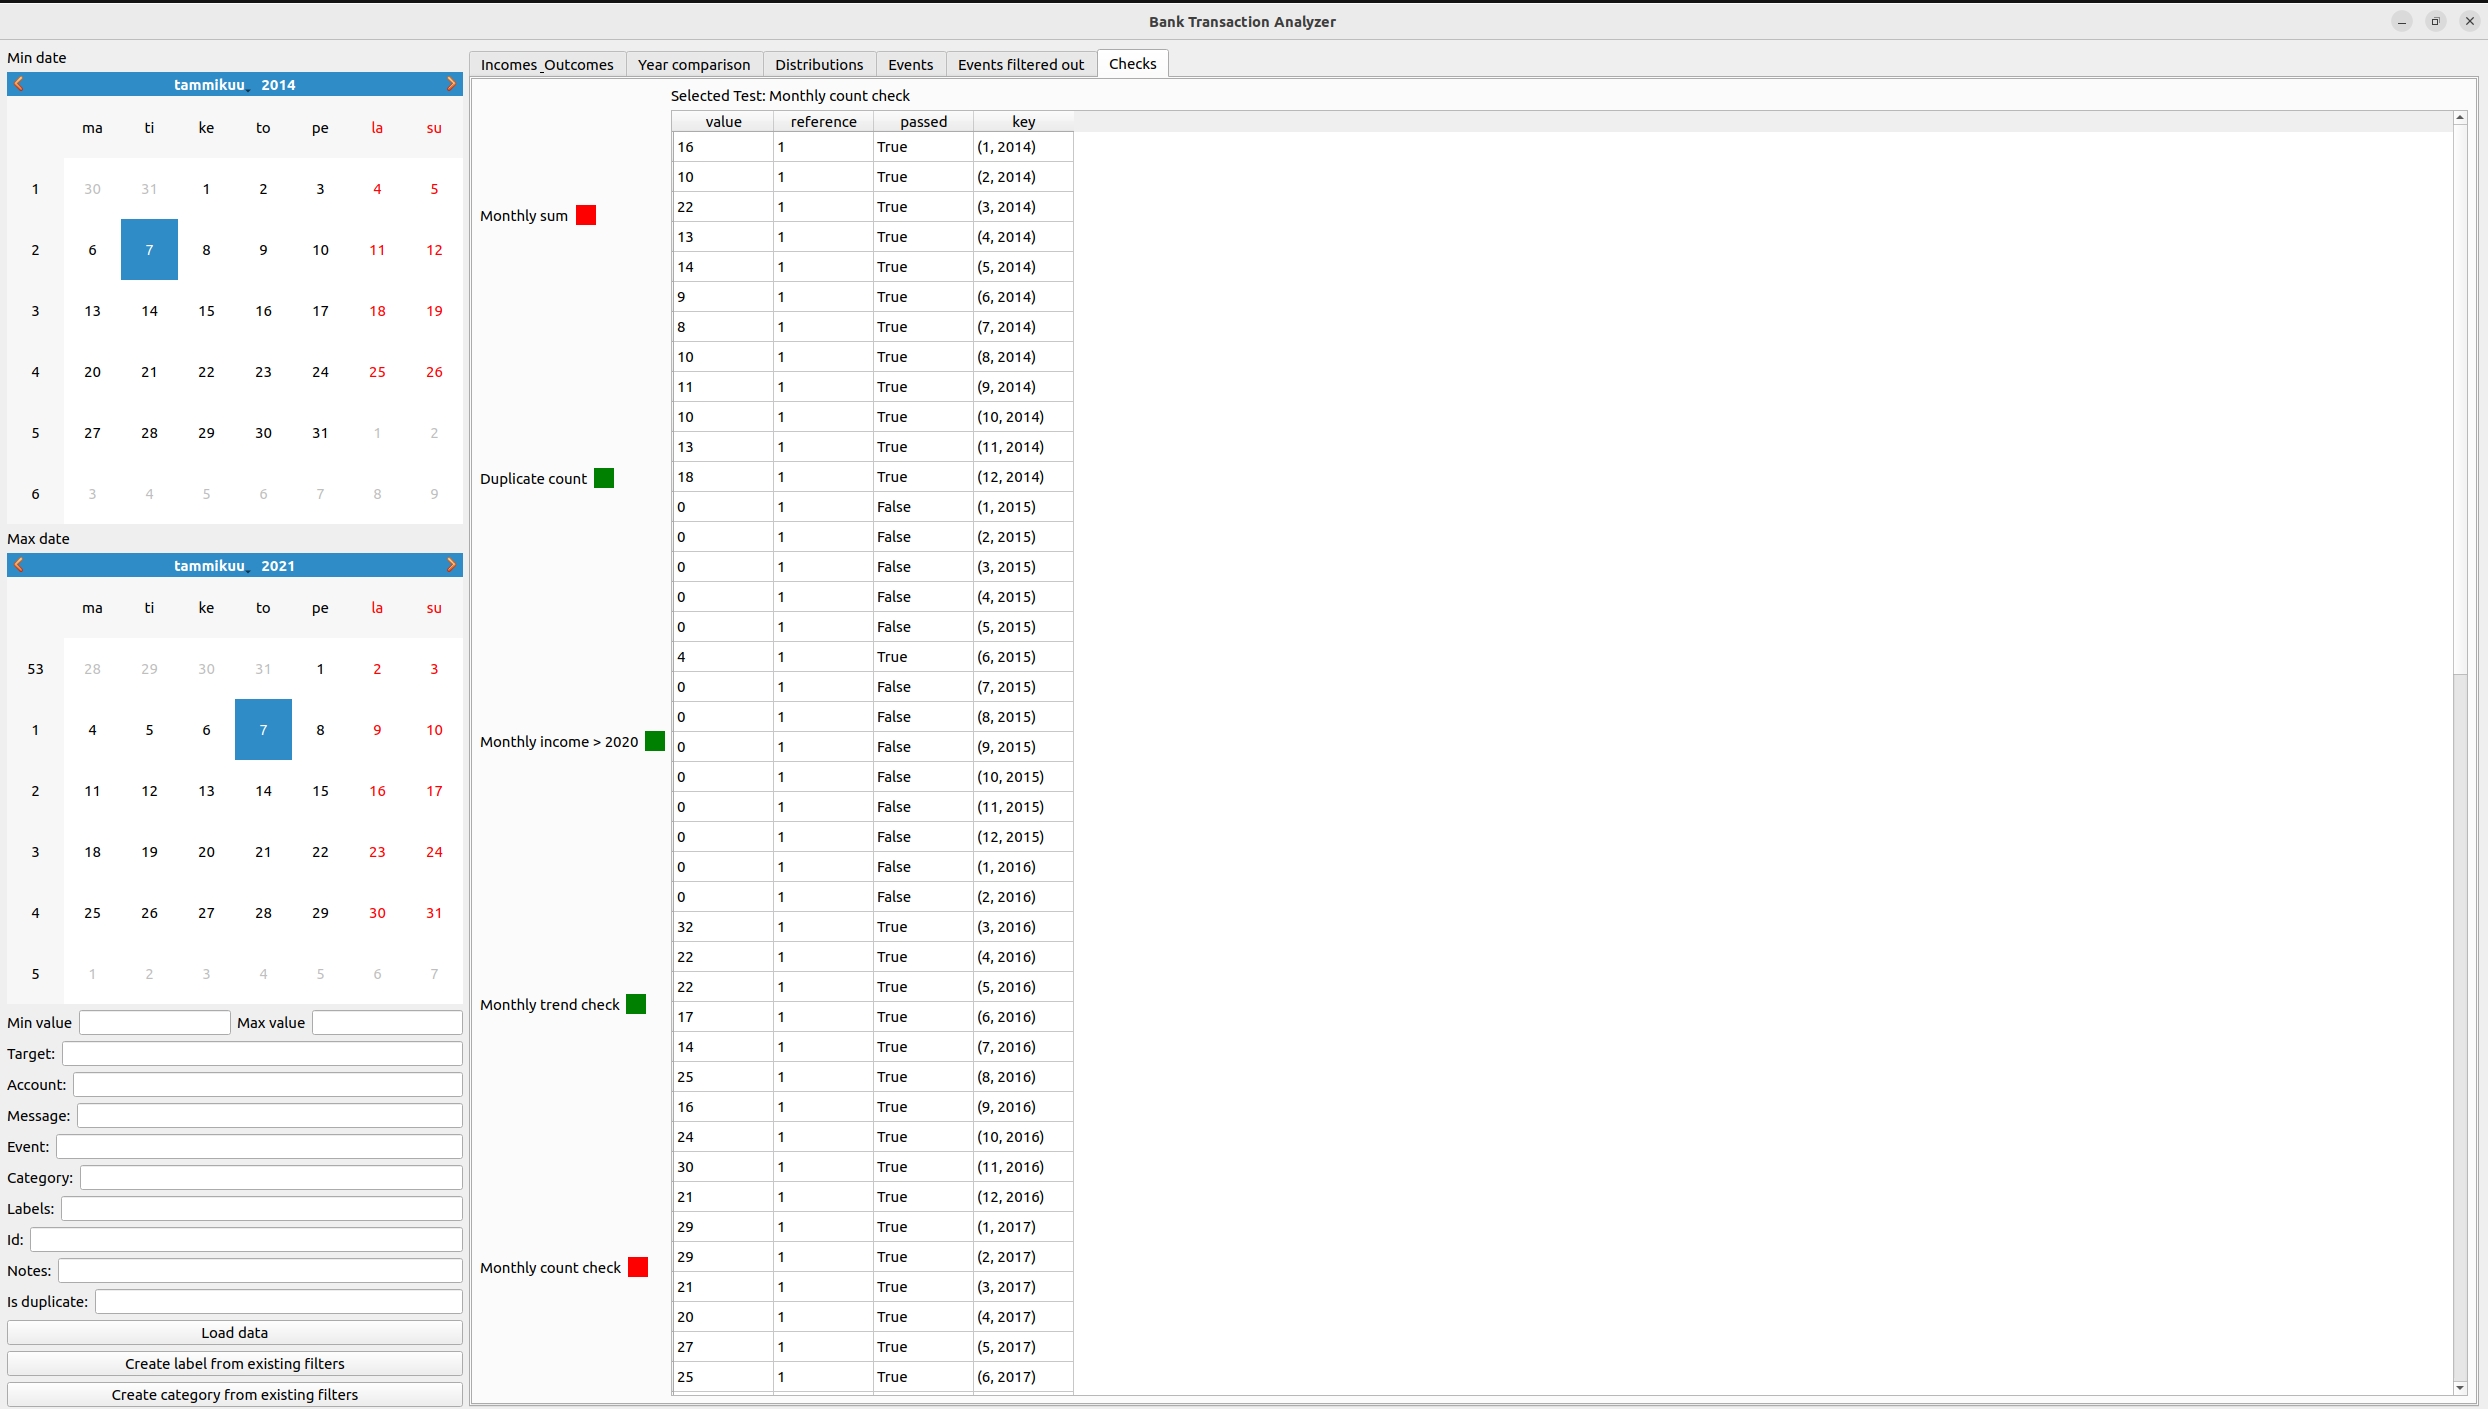 Bank Transaction Analyzer
Min date
tammikuu 2014
ma ti ke to pe la su
1 30 31 1 2 3 4 5
2 6 7 8 9 10 11 12
3 13 14 15 16 17 18 19
4 20 21 22 23 24 25 26
5 27 28 29 30 31 1 2
6 3 4 5 6 7 8 9
Max date
tammikuu 2021
ma ti ke to pe la su
53 28 29 30 31 1 2 3
1 4 5 6 7 8 9 10
2 11 12 13 14 15 16 17
3 18 19 20 21 22 23 24
4 25 26 27 28 29 30 31
5 1 2 3 4 5 6 7
Min value Max value
Target:
Account:
Message:
Event:
Category:
Labels:
Id:
Notes:
Is duplicate:
Load data
Create label from existing filters
Create category from existing filters
Incomes_Outcomes Year comparison Distributions Events Events filtered out Checks
Monthly sum
Duplicate count
Monthly income > 2020
Monthly trend check
Monthly count check
Selected Test: Monthly count check
value reference passed key
16 1 True (1, 2014)
10 1 True (2, 2014)
22 1 True (3, 2014)
13 1 True (4, 2014)
14 1 True (5, 2014)
9 1 True (6, 2014)
8 1 True (7, 2014)
10 1 True (8, 2014)
11 1 True (9, 2014)
10 1 True (10, 2014)
13 1 True (11, 2014)
18 1 True (12, 2014)
0 1 False (1, 2015)
0 1 False (2, 2015)
0 1 False (3, 2015)
0 1 False (4, 2015)
0 1 False (5, 2015)
4 1 True (6, 2015)
0 1 False (7, 2015)
0 1 False (8, 2015)
0 1 False (9, 2015)
0 1 False (10, 2015)
0 1 False (11, 2015)
0 1 False (12, 2015)
0 1 False (1, 2016)
0 1 False (2, 2016)
32 1 True (3, 2016)
22 1 True (4, 2016)
22 1 True (5, 2016)
17 1 True (6, 2016)
14 1 True (7, 2016)
25 1 True (8, 2016)
16 1 True (9, 2016)
24 1 True (10, 2016)
30 1 True (11, 2016)
21 1 True (12, 2016)
29 1 True (1, 2017)
29 1 True (2, 2017)
21 1 True (3, 2017)
20 1 True (4, 2017)
27 1 True (5, 2017)
25 1 True (6, 2017)